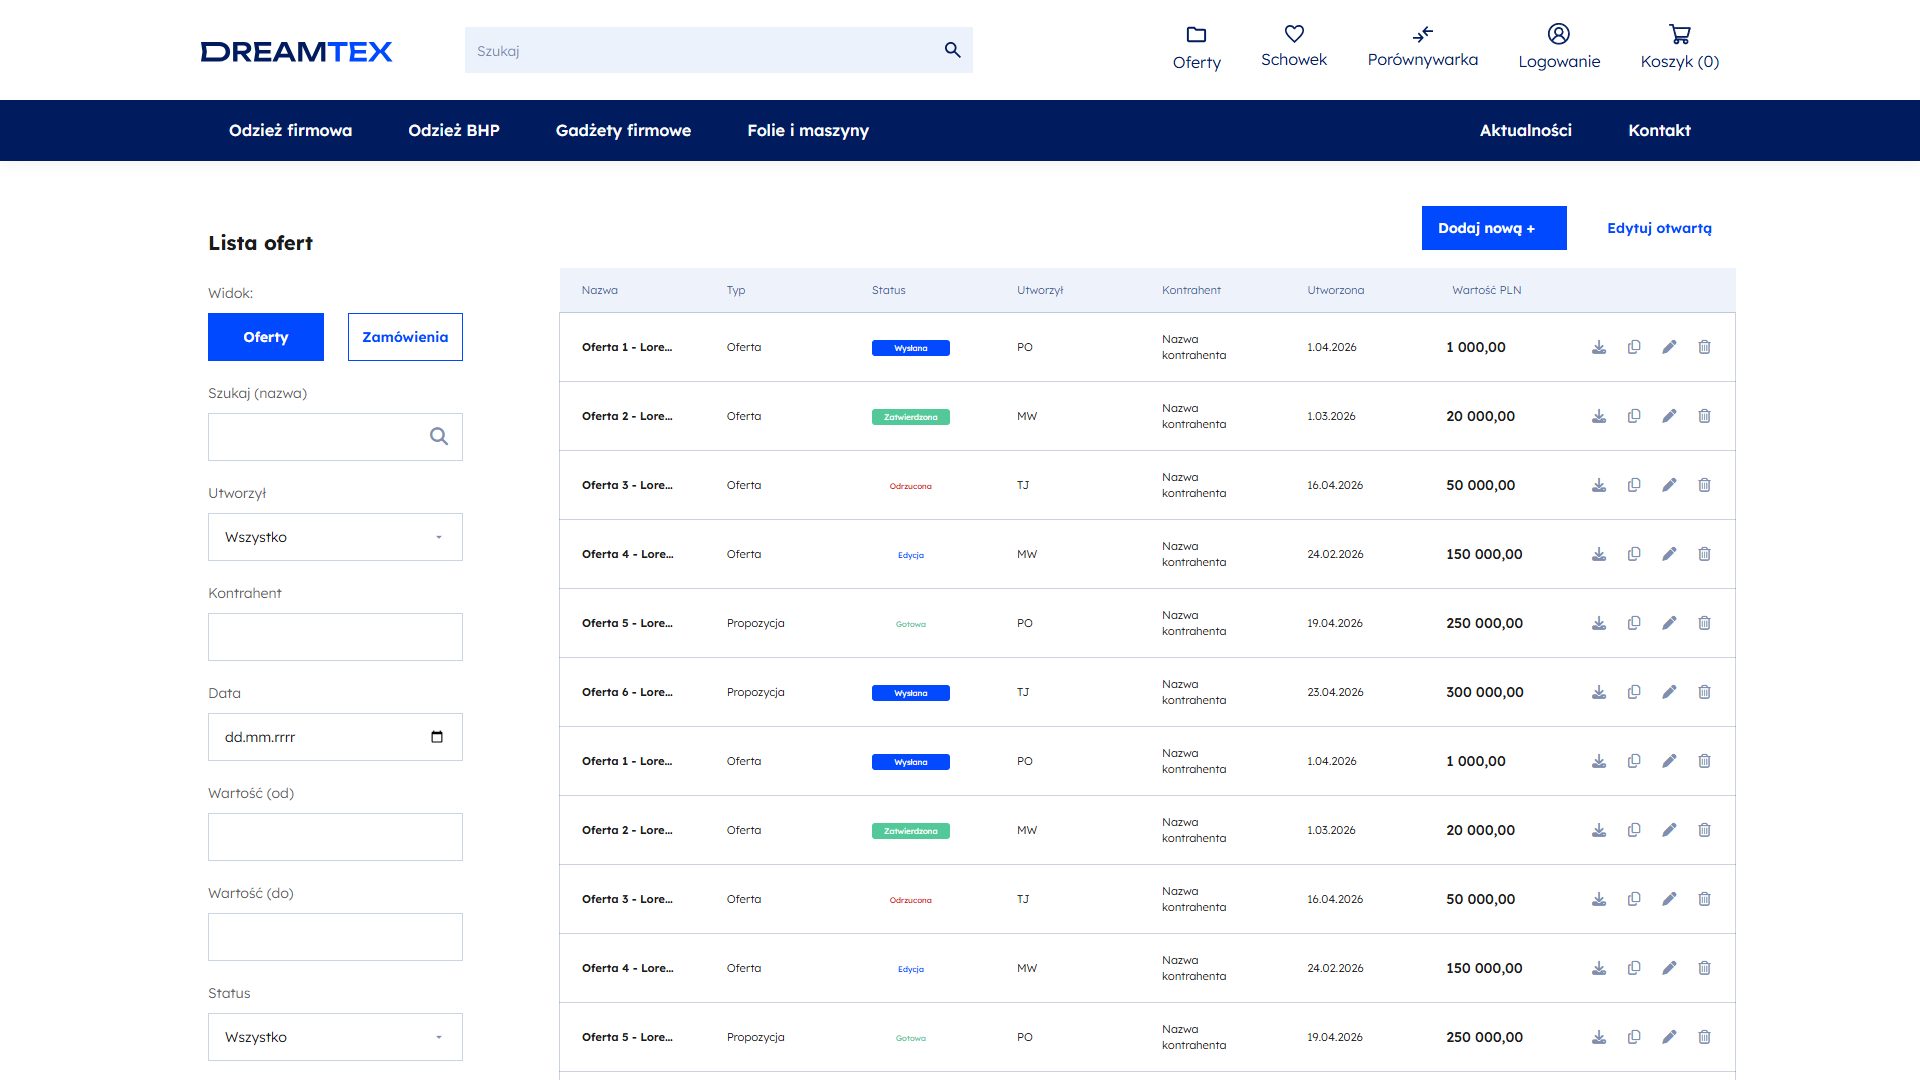 DREAMTEX
Szukaj
Oferty
Schowek
Porównywarka
Logowanie
Koszyk (0)
Odzież firmowa
Odzież BHP
Gadżety firmowe
Folie i maszyny
Aktualności
Kontakt
Lista ofert
Widok:
Oferty
Zamówienia
Szukaj (nazwa)
Utworzył
Wszystko
Kontrahent
Data
dd.mm.rrrr
Wartość (od)
Wartość (do)
Status
Wszystko
Dodaj nową +
Edytuj otwartą
Nazwa Typ Status Utworzył Kontrahent Utworzona Wartość PLN
Oferta 1 - Lore... Oferta Wysłana PO Nazwa kontrahenta 1.04.2026 1 000,00
Oferta 2 - Lore... Oferta Zatwierdzona MW Nazwa kontrahenta 1.03.2026 20 000,00
Oferta 3 - Lore... Oferta Odrzucona TJ Nazwa kontrahenta 16.04.2026 50 000,00
Oferta 4 - Lore... Oferta Edycja MW Nazwa kontrahenta 24.02.2026 150 000,00
Oferta 5 - Lore... Propozycja Gotowa PO Nazwa kontrahenta 19.04.2026 250 000,00
Oferta 6 - Lore... Propozycja Wysłana TJ Nazwa kontrahenta 23.04.2026 300 000,00
Oferta 1 - Lore... Oferta Wysłana PO Nazwa kontrahenta 1.04.2026 1 000,00
Oferta 2 - Lore... Oferta Zatwierdzona MW Nazwa kontrahenta 1.03.2026 20 000,00
Oferta 3 - Lore... Oferta Odrzucona TJ Nazwa kontrahenta 16.04.2026 50 000,00
Oferta 4 - Lore... Oferta Edycja MW Nazwa kontrahenta 24.02.2026 150 000,00
Oferta 5 - Lore... Propozycja Gotowa PO Nazwa kontrahenta 19.04.2026 250 000,00